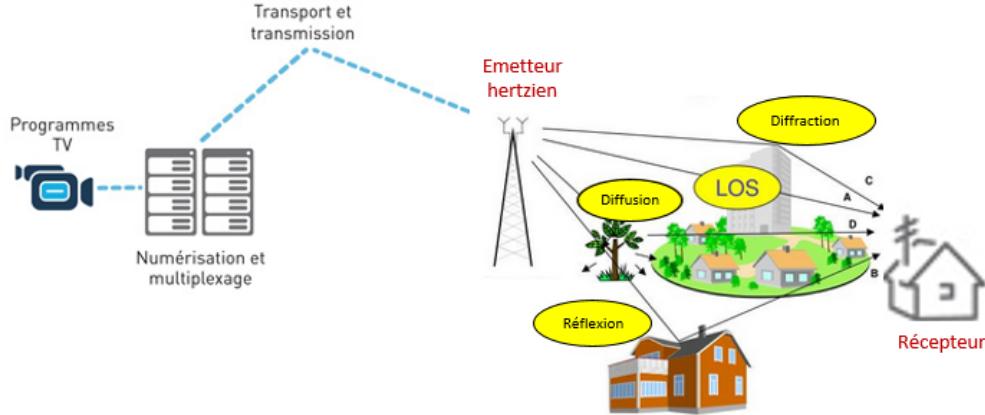 Transport et
transmission
Programmes
TV
Numérisation et
multiplexage
Emetteur
hertzien
Diffraction
LOS
Diffusion
Réflexion
C
A
D
B
Récepteur